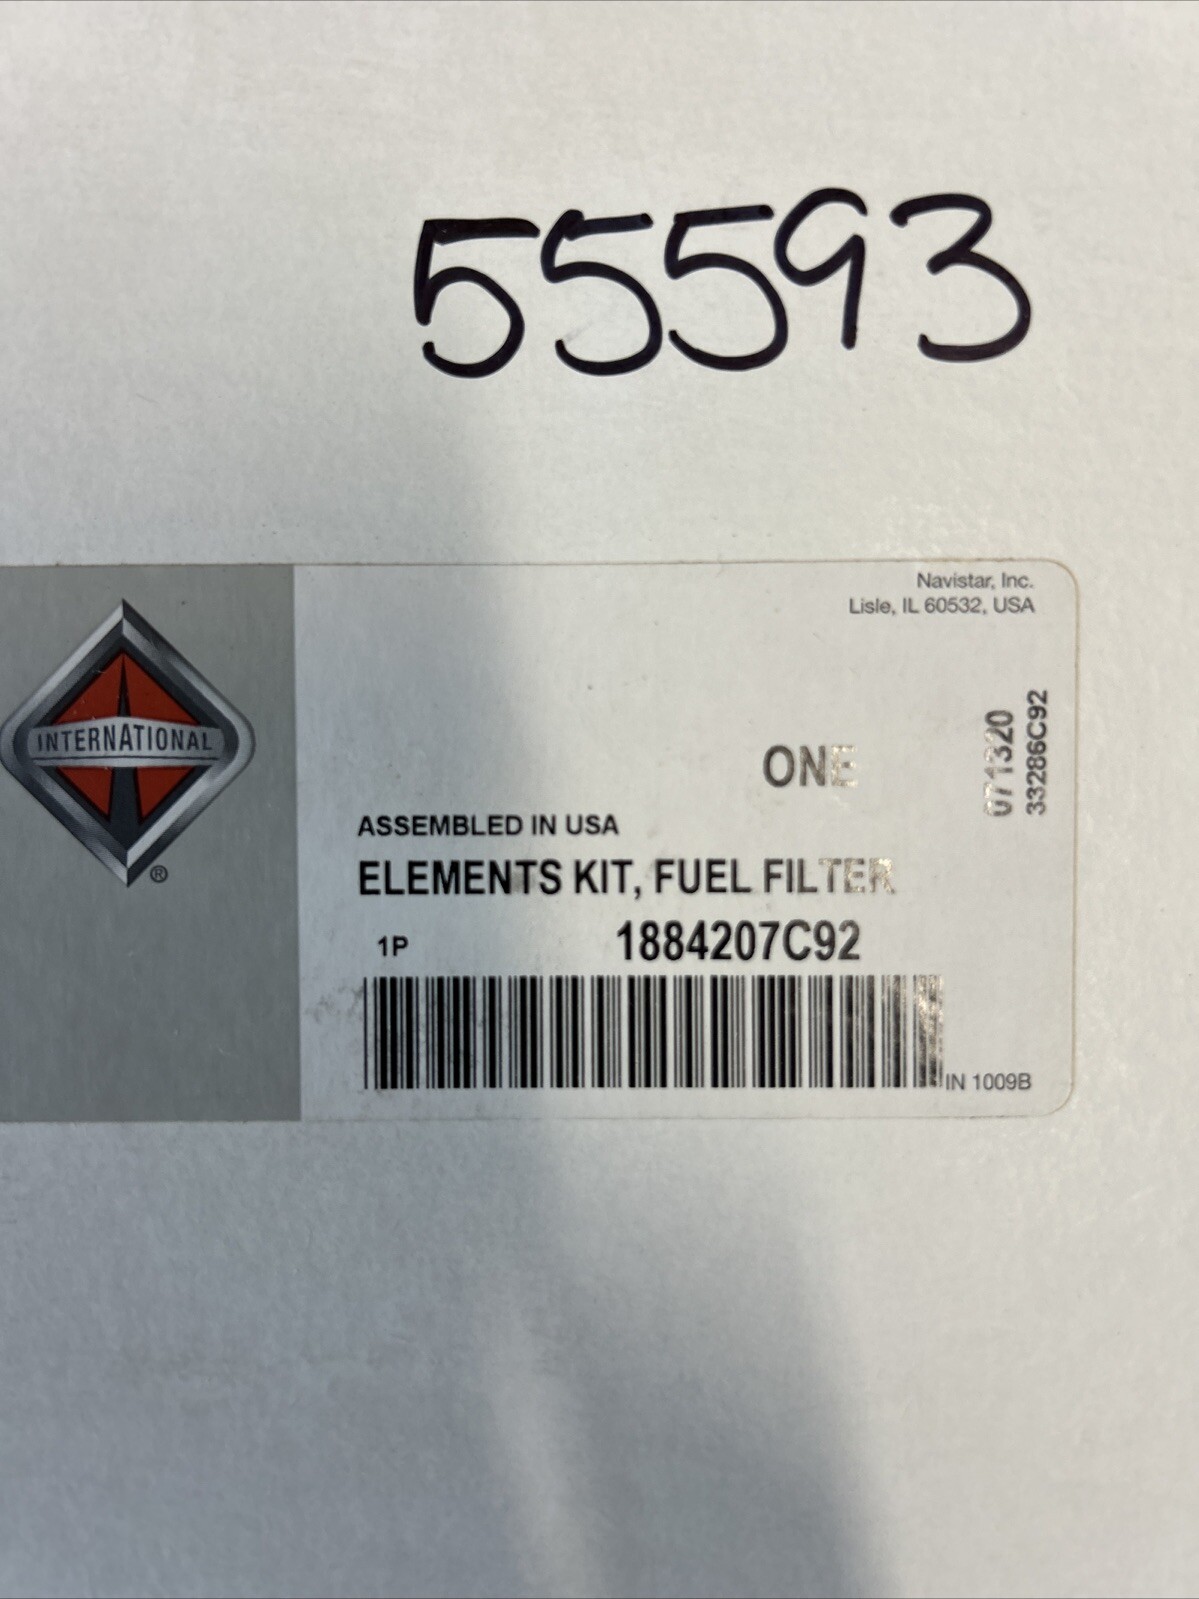 55593
Navistar, Inc.
Lisle, IL 60532, USA
INTERNATIONAL
®
ONE
071320
33286C92
ASSEMBLED IN USA
ELEMENTS KIT, FUEL FILTER
1P 1884207C92
IN 1009B